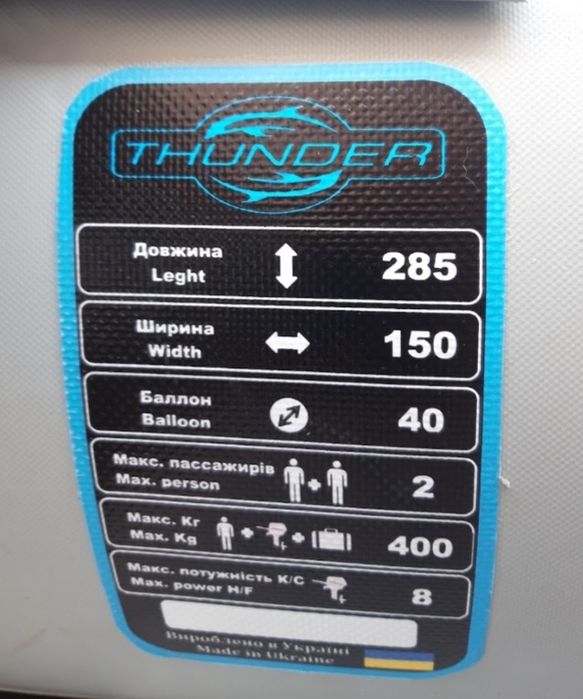 THUNDER
Довжина
Leght
285
Ширина
Width
150
Баллон
Balloon
40
Макс. пассажирів
Max. person
2
Макс. Кг
Max. Kg
400
Макс. потужність К/С
Max. power H/F
8
Вироблено в Україні
Made in Ukraine